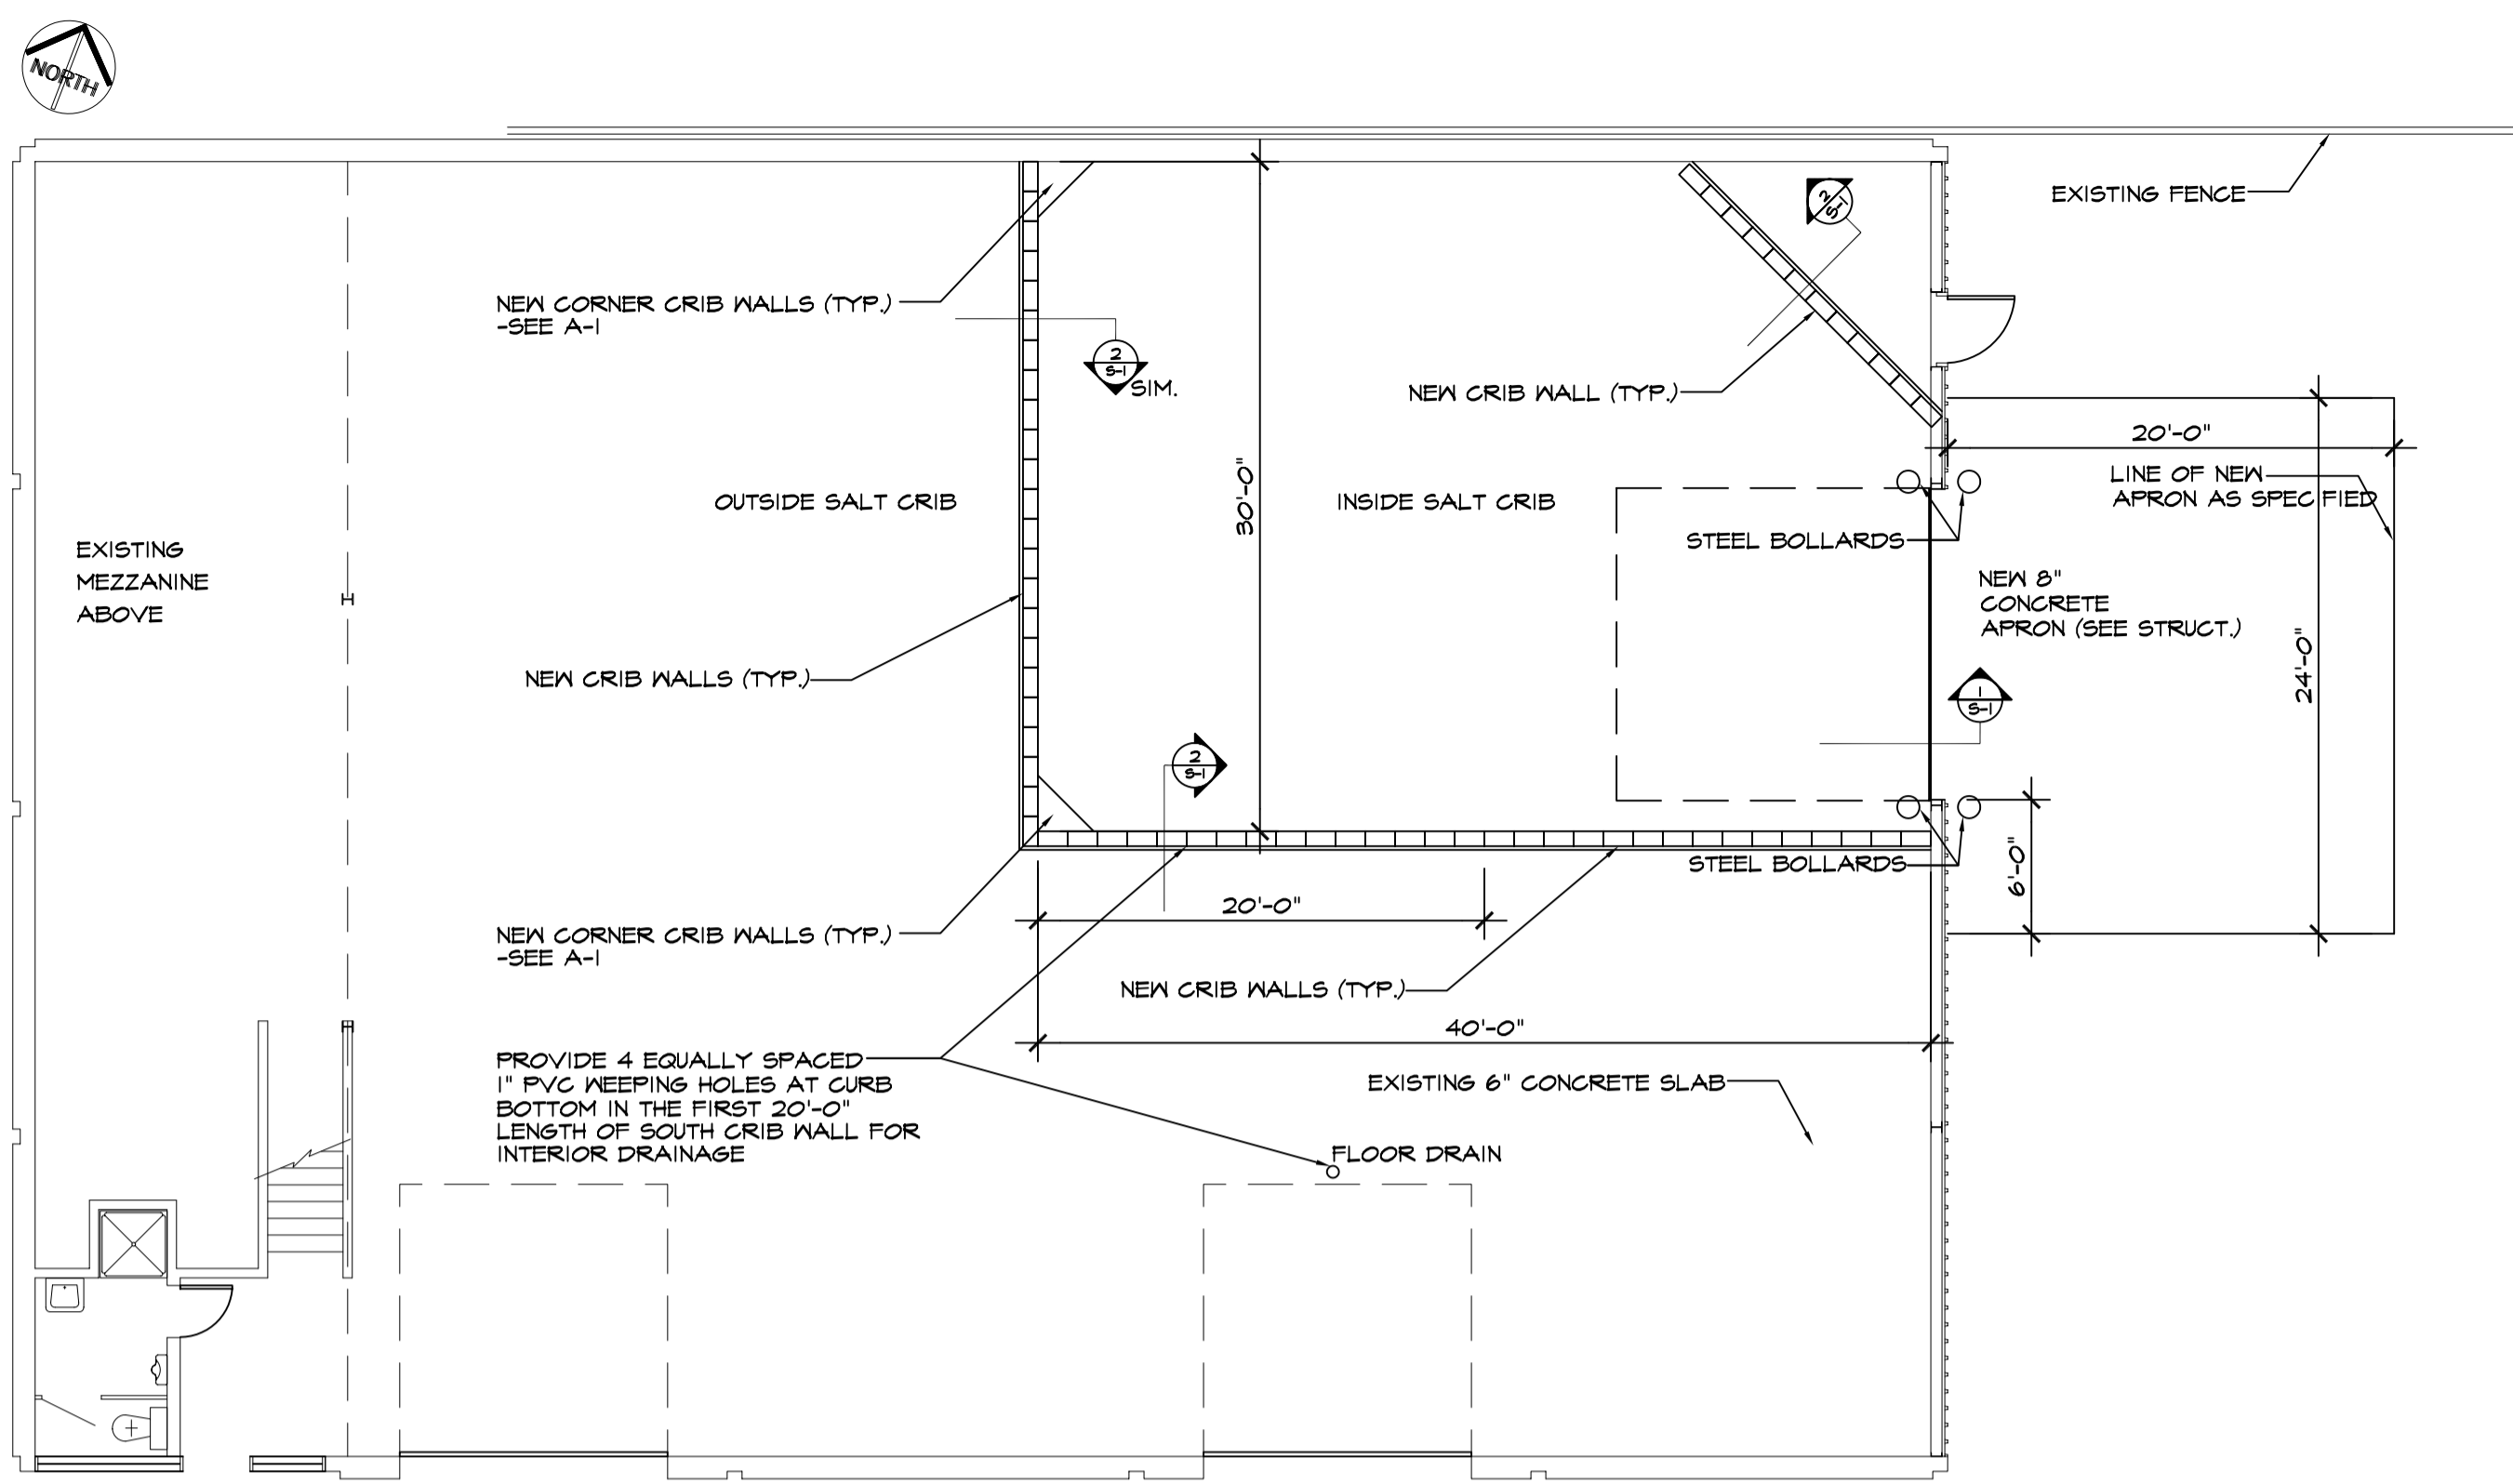 NORTH
EXISTING FENCE
2
S-1
NEW CORNER CRIB WALLS (TYP.)
-SEE A-1
2
S-1
SIM.
NEW CRIB WALL (TYP.)
20'-0"
LINE OF NEW
APRON AS SPEC FIED
OUTSIDE SALT CRIB
30'-0"
INSIDE SALT CRIB
STEEL BOLLARDS
EXISTING
MEZZANINE
ABOVE
NEW 8"
CONCRETE
APRON (SEE STRUCT.)
24'-0"
NEW CRIB WALLS (TYP.)
1
S-1
2
S-1
STEEL BOLLARDS
6'-0"
20'-0"
NEW CORNER CRIB WALLS (TYP.)
-SEE A-1
NEW CRIB WALLS (TYP.)
40'-0"
PROVIDE 4 EQUALLY SPACED
1" PVC WEEPING HOLES AT CURB
BOTTOM IN THE FIRST 20'-0"
LENGTH OF SOUTH CRIB WALL FOR
INTERIOR DRAINAGE
EXISTING 6" CONCRETE SLAB
FLOOR DRAIN